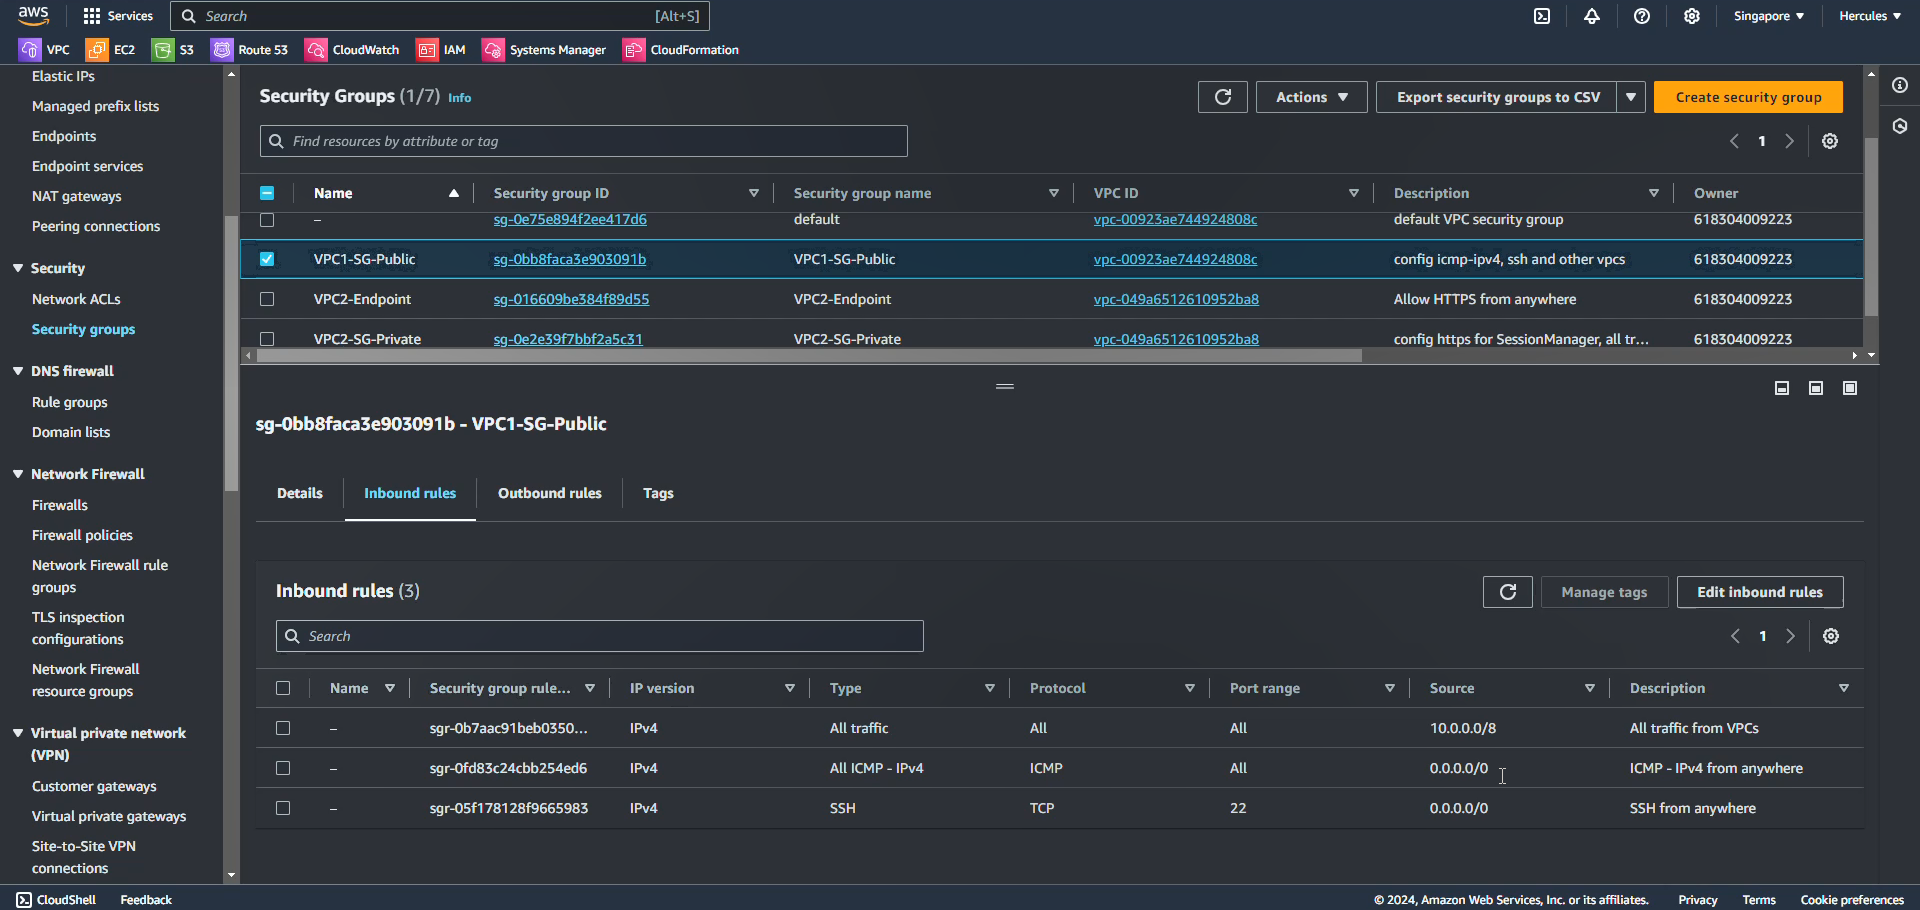 aws
Services
Search
[Alt+S]
Singapore
Hercules
VPC
EC2
S3
Route 53
CloudWatch
IAM
Systems Manager
CloudFormation
Elastic IPs
Managed prefix lists
Endpoints
Endpoint services
NAT gateways
Peering connections
Security
Network ACLs
Security groups
DNS firewall
Rule groups
Domain lists
Network Firewall
Firewalls
Firewall policies
Network Firewall rule
groups
TLS inspection
configurations
Network Firewall
resource groups
Virtual private network
(VPN)
Customer gateways
Virtual private gateways
Site-to-Site VPN
connections
Security Groups (1/7) Info
Actions
Export security groups to CSV
Create security group
Find resources by attribute or tag
1
Name Security group ID Security group name VPC ID Description Owner
– sg-0e75e894f2ee417d6 default vpc-00923ae744924808c default VPC security group 618304009223
VPC1-SG-Public sg-0bb8faca3e903091b VPC1-SG-Public vpc-00923ae744924808c config icmp-ipv4, ssh and other vpcs 618304009223
VPC2-Endpoint sg-016609be384f89d55 VPC2-Endpoint vpc-049a6512610952ba8 Allow HTTPS from anywhere 618304009223
VPC2-SG-Private sg-0e2e39f7bbf2a5c31 VPC2-SG-Private vpc-049a6512610952ba8 config https for SessionManager, all tr... 618304009223
sg-0bb8faca3e903091b - VPC1-SG-Public
Details
Inbound rules
Outbound rules
Tags
Inbound rules (3)
Manage tags
Edit inbound rules
Search
1
Name Security group rule... IP version Type Protocol Port range Source Description
– sgr-0b7aac91beb0350... IPv4 All traffic All All 10.0.0.0/8 All traffic from VPCs
– sgr-0fd83c24cbb254ed6 IPv4 All ICMP - IPv4 ICMP All 0.0.0.0/0 ICMP - IPv4 from anywhere
– sgr-05f178128f9665983 IPv4 SSH TCP 22 0.0.0.0/0 SSH from anywhere
CloudShell
Feedback
© 2024, Amazon Web Services, Inc. or its affiliates.
Privacy
Terms
Cookie preferences